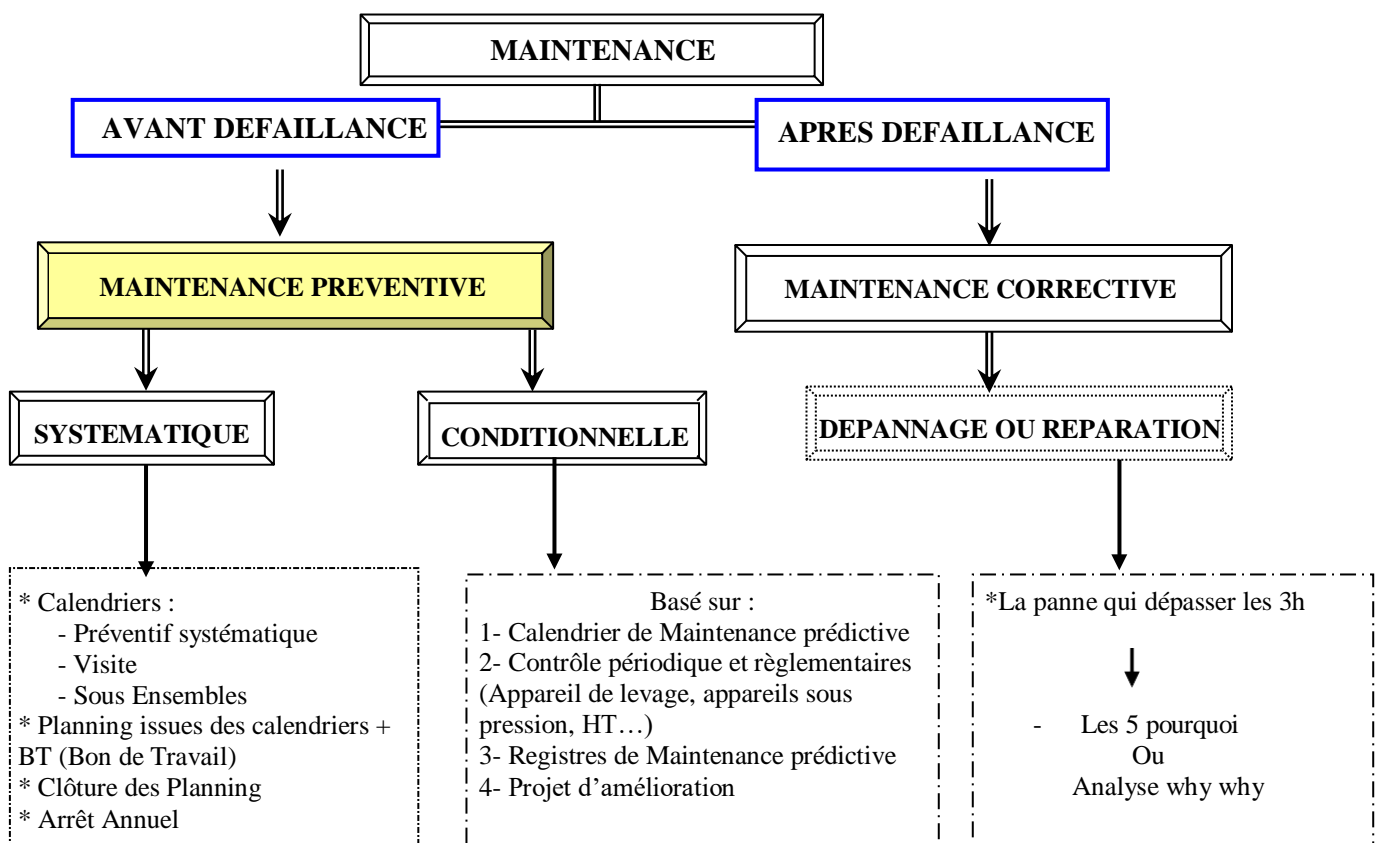 MAINTENANCE
AVANT DEFAILLANCE
APRES DEFAILLANCE
MAINTENANCE PREVENTIVE
MAINTENANCE CORRECTIVE
SYSTEMATIQUE
CONDITIONNELLE
DEPANNAGE OU REPARATION
* Calendriers :
- Préventif systématique
- Visite
- Sous Ensembles
* Planning issues des calendriers +
BT (Bon de Travail)
* Clôture des Planning
* Arrêt Annuel
Basé sur :
1- Calendrier de Maintenance prédictive
2- Contrôle périodique et règlementaires
(Appareil de levage, appareils sous
pression, HT…)
3- Registres de Maintenance prédictive
4- Projet d’amélioration
*La panne qui dépasser les 3h
- Les 5 pourquoi
Ou
Analyse why why